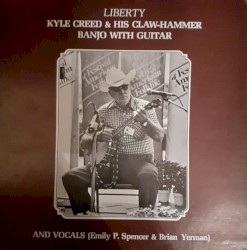 LIBERTY
KYLE CREED & HIS CLAW-HAMMER
BANJO WITH GUITAR
AND VOCALS (Emily P. Spencer & Brian Yerman)